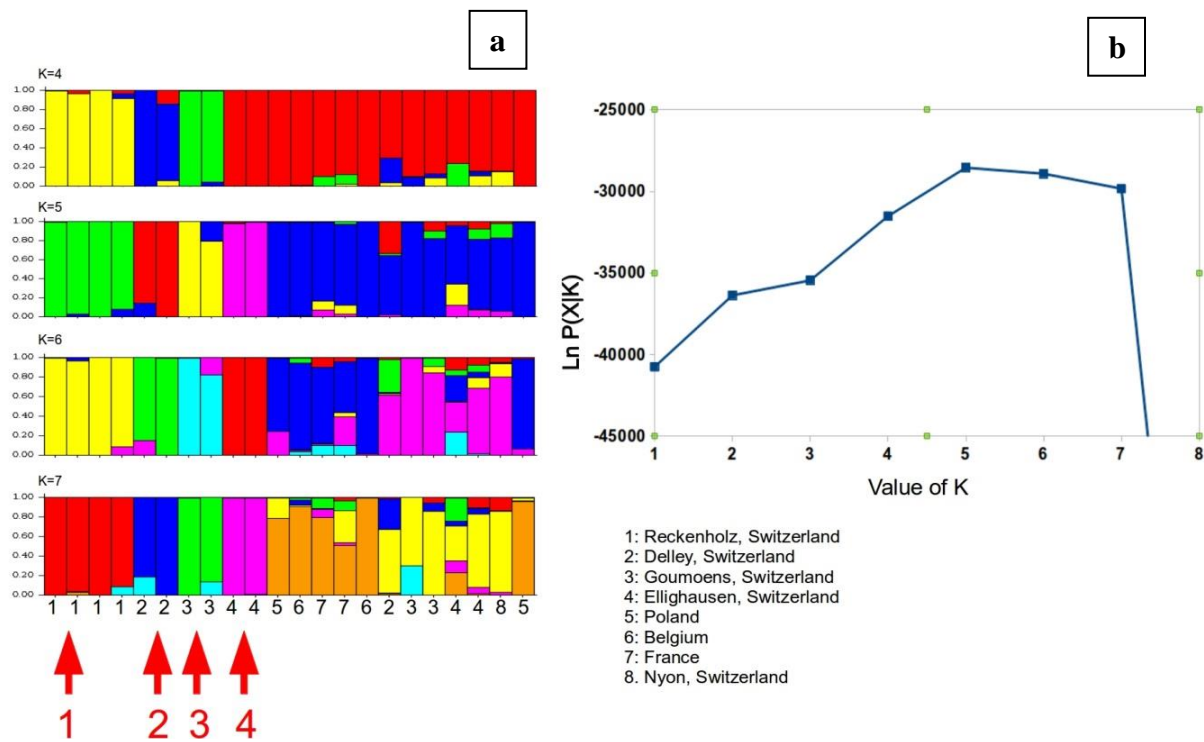 a
K=4
1.00
0.80
0.60
0.40
0.20
0.00
K=5
1.00
0.80
0.60
0.40
0.20
0.00
K=6
1.00
0.80
0.60
0.40
0.20
0.00
K=7
1.00
0.80
0.60
0.40
0.20
0.00
1 1 1 1 2 2 3 3 4 4 5 6 7 7 6 2 3 3 4 4 8 5
1 2 3 4
b
-25000
-30000
-35000
-40000
-45000
Ln P(X|K)
1 2 3 4 5 6 7 8
Value of K
1: Reckenholz, Switzerland
2: Delley, Switzerland
3: Goumoens, Switzerland
4: Ellighausen, Switzerland
5: Poland
6: Belgium
7: France
8. Nyon, Switzerland